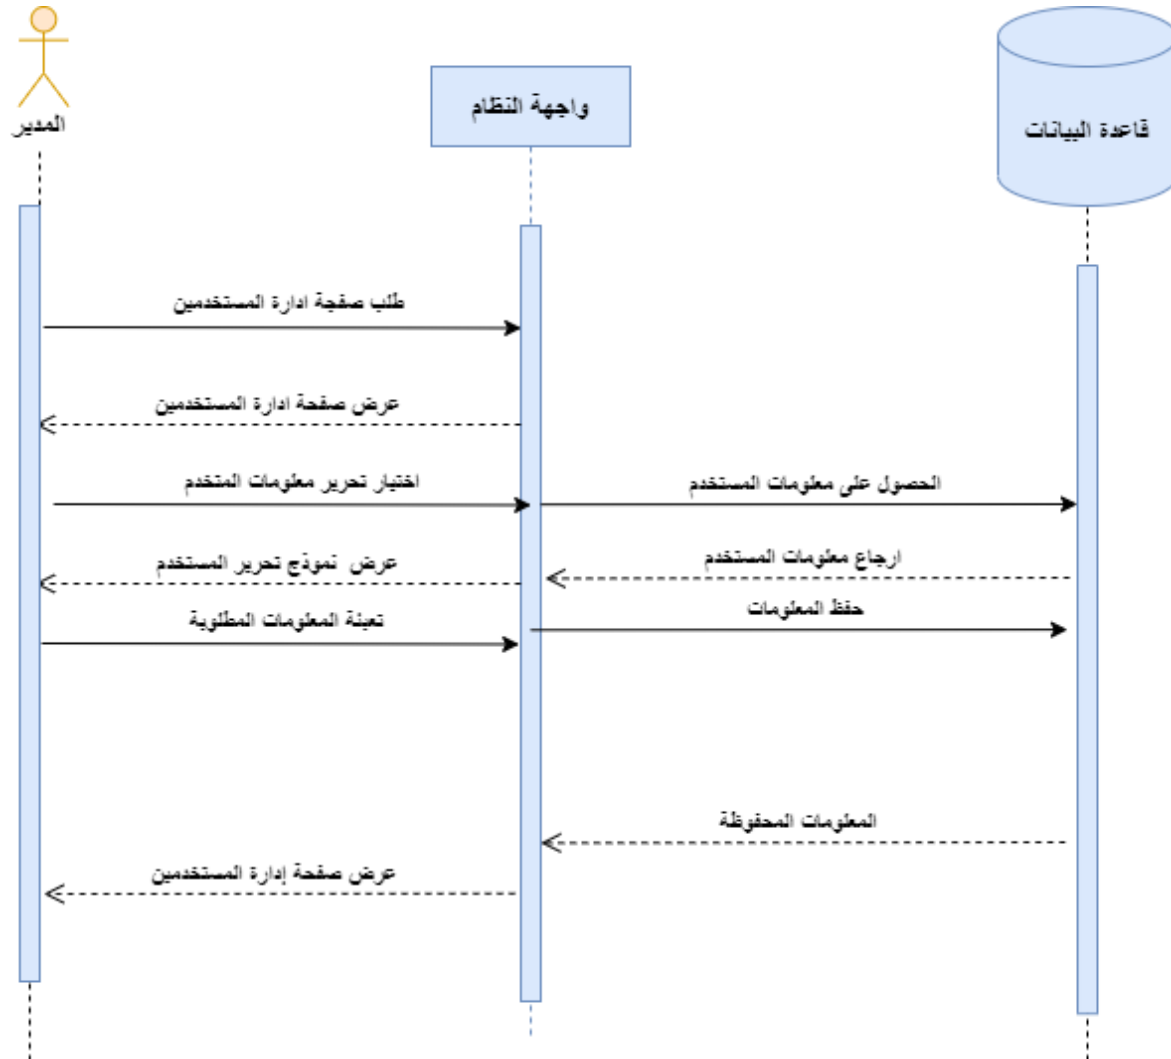 المدير
واجهة النظام
قاعدة البيانات
طلب صفجة ادارة المستخدمين
عرض صفحة ادارة المستخدمين
اختيار تحرير معلومات المتخدم
الحصول على معلومات المستخدم
ارجاع معلومات المستخدم
عرض نموذج تحرير المستخدم
حفظ المعلومات
تعبئة المعلومات المطلوبة
المعلومات المحفوظة
عرض صفحة إدارة المستخدمين